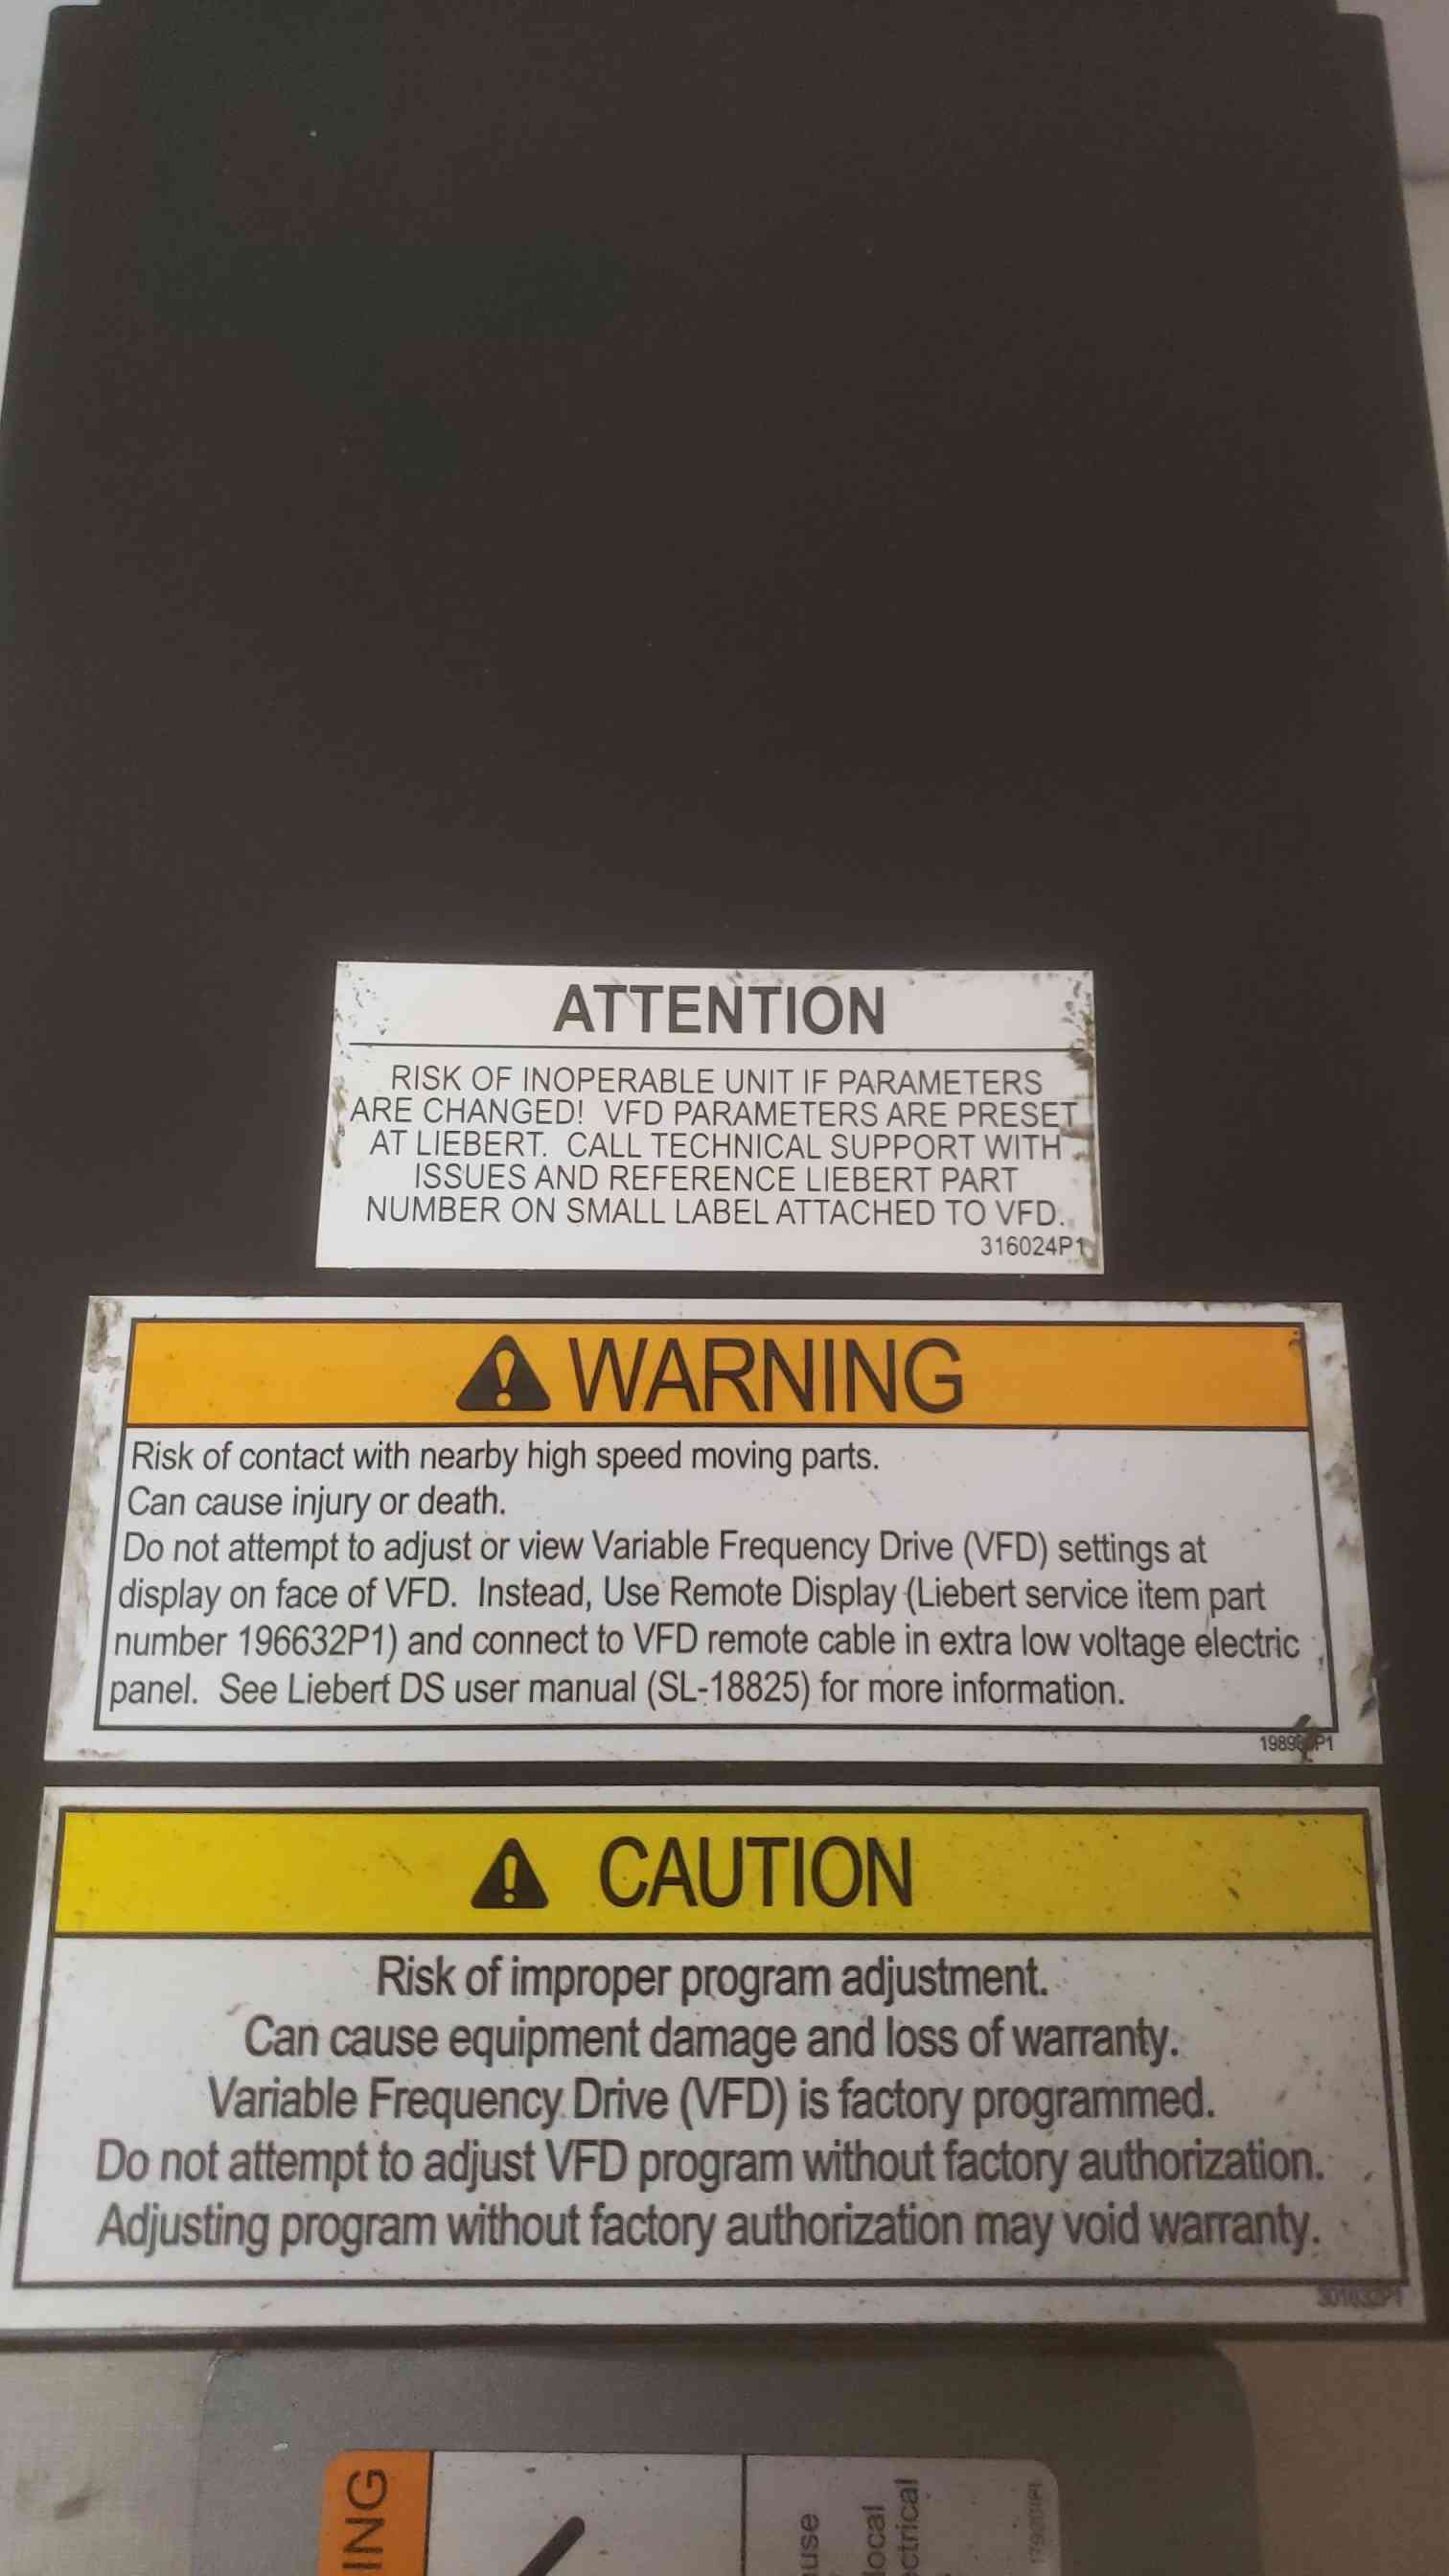 ATTENTION
RISK OF INOPERABLE UNIT IF PARAMETERS
ARE CHANGED! VFD PARAMETERS ARE PRESET
AT LIEBERT. CALL TECHNICAL SUPPORT WITH
ISSUES AND REFERENCE LIEBERT PART
NUMBER ON SMALL LABEL ATTACHED TO VFD.
316024P1
WARNING
Risk of contact with nearby high speed moving parts.
Can cause injury or death.
Do not attempt to adjust or view Variable Frequency Drive (VFD) settings at
display on face of VFD. Instead, Use Remote Display (Liebert service item part
number 196632P1) and connect to VFD remote cable in extra low voltage electric
panel. See Liebert DS user manual (SL-18825) for more information.
CAUTION
Risk of improper program adjustment.
Can cause equipment damage and loss of warranty.
Variable Frequency Drive (VFD) is factory programmed.
Do not attempt to adjust VFD program without factory authorization.
Adjusting program without factory authorization may void warranty.
ING
use
local
ctrical